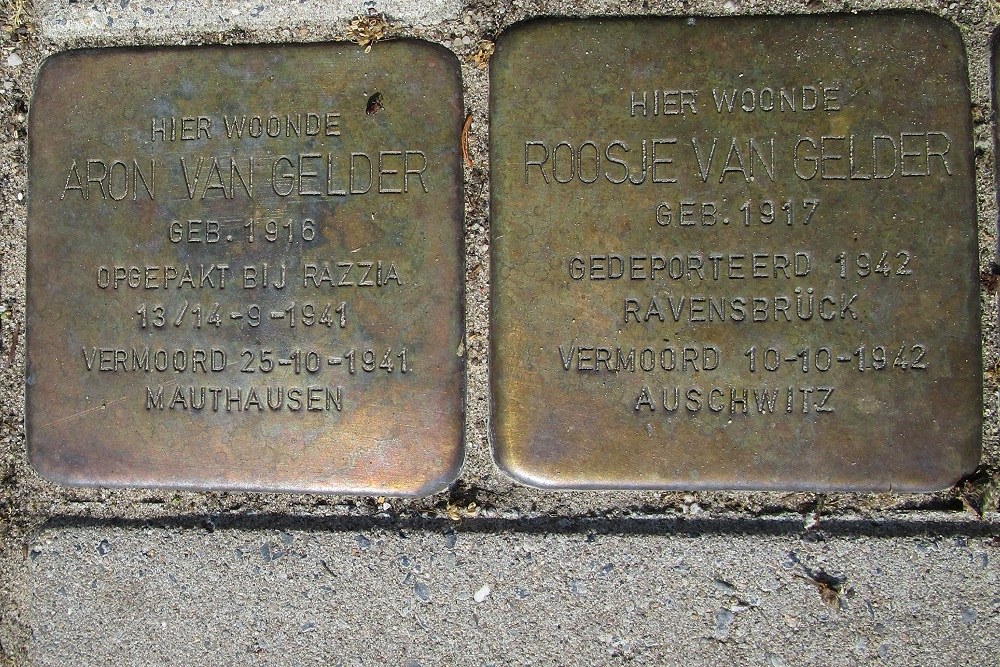 HIER WOONDE
ARON VAN GELDER
GEB. 1916
OPGEPAKT BIJ RAZZIA
13/14-9-1941
VERMOORD 25-10-1941
MAUTHAUSEN
HIER WOONDE
ROOSJE VAN GELDER
GEB. 1917
GEDEPORTEERD 1942
RAVENSBRÜCK
VERMOORD 10-10-1942
AUSCHWITZ